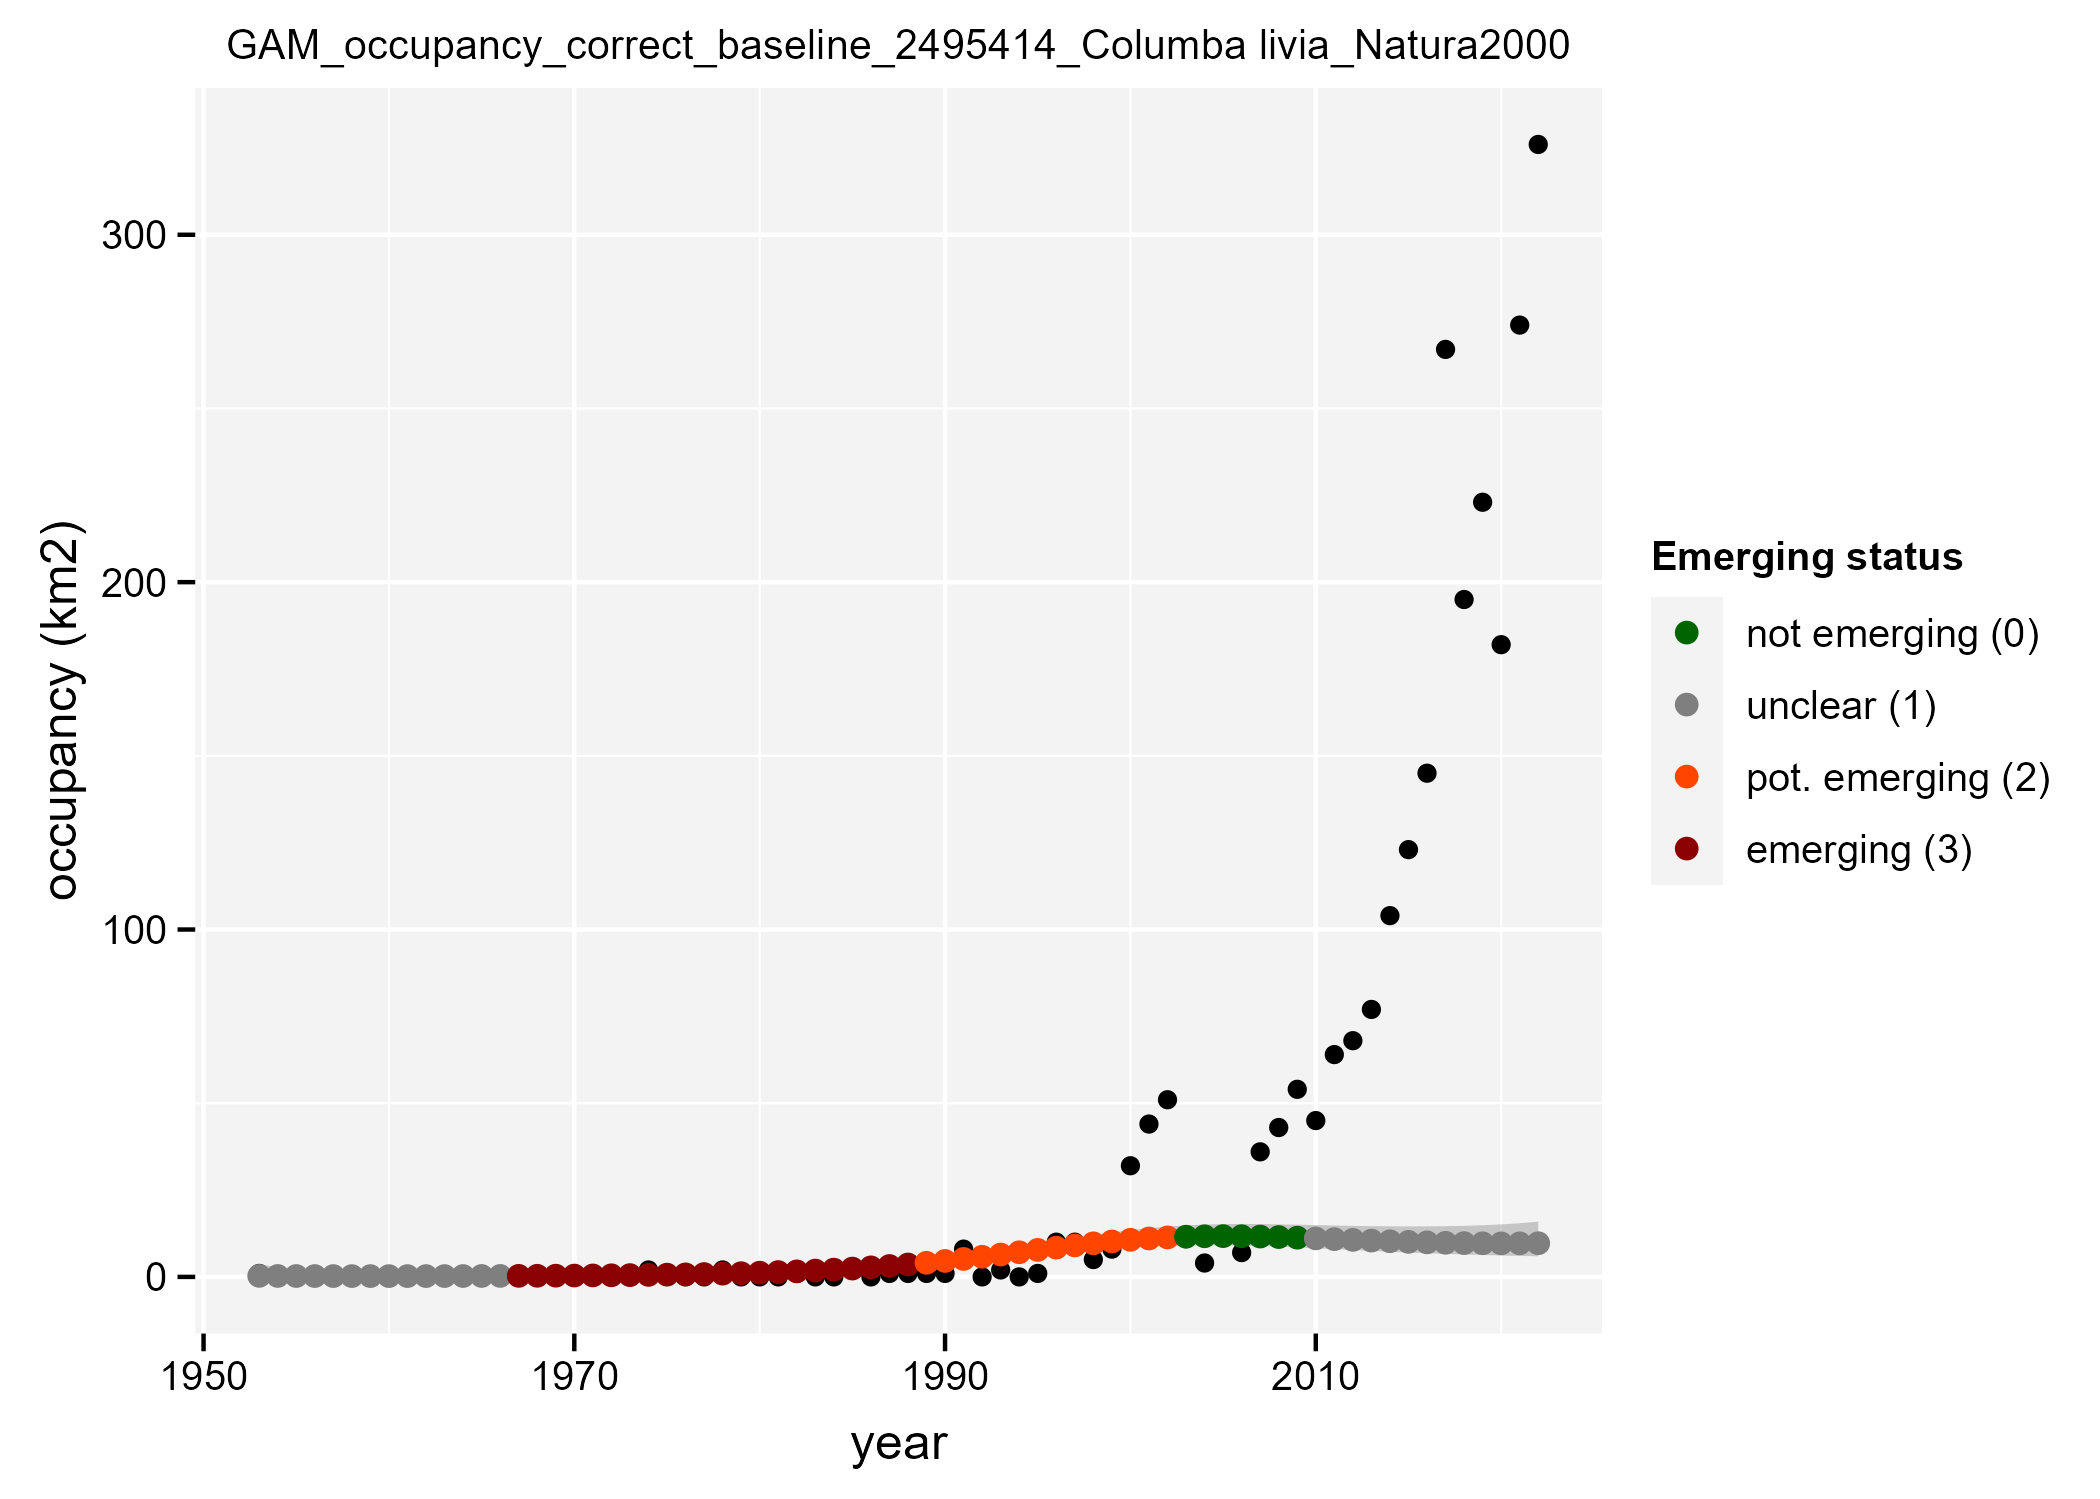 GAM_occupancy_correct_baseline_2495414_Columba livia_Natura2000
300
200
100
0
occupancy (km2)
1950 1970 1990 2010
year
Emerging status
not emerging (0)
unclear (1)
pot. emerging (2)
emerging (3)